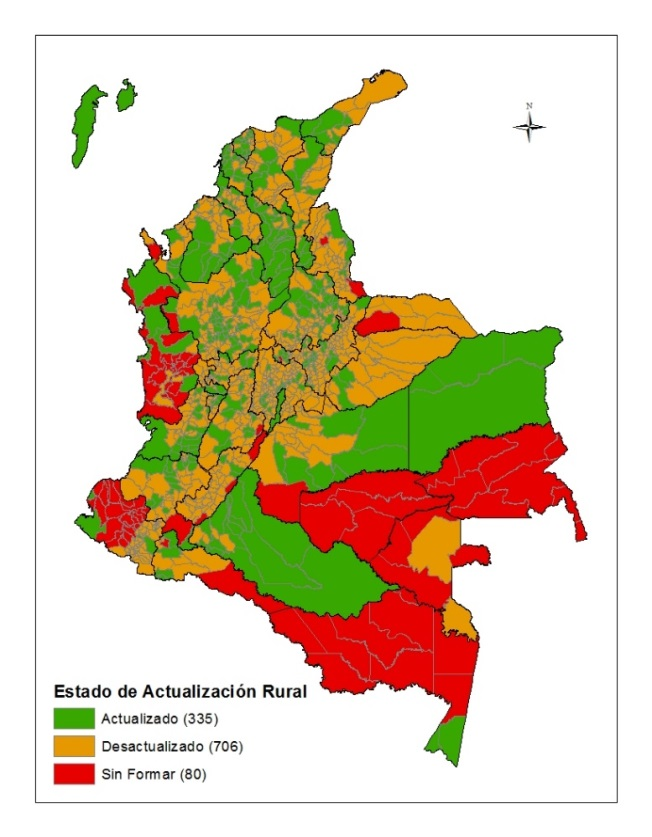 N
Estado de Actualización Rural
Actualizado (335)
Desactualizado (706)
Sin Formar (80)